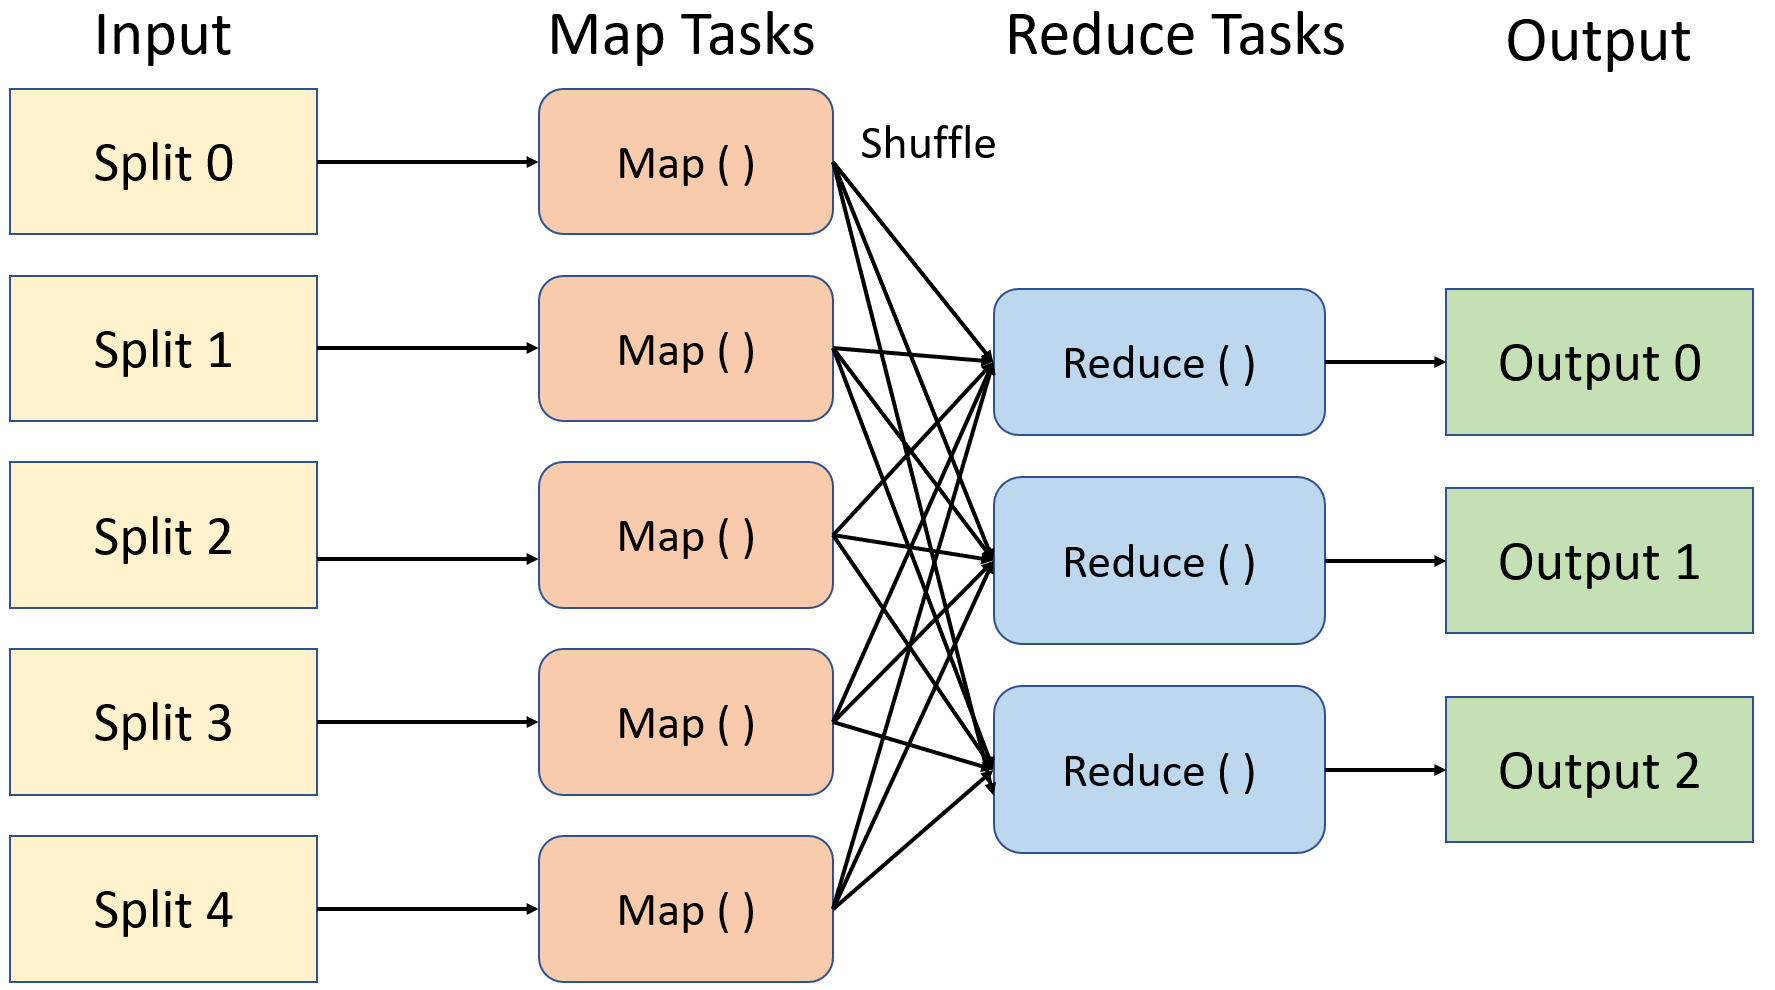 Input
Map Tasks
Reduce Tasks
Output
Split 0
Map ( )
Shuffle
Split 1
Map ( )
Reduce ( )
Output 0
Split 2
Map ( )
Reduce ( )
Output 1
Split 3
Map ( )
Reduce ( )
Output 2
Split 4
Map ( )